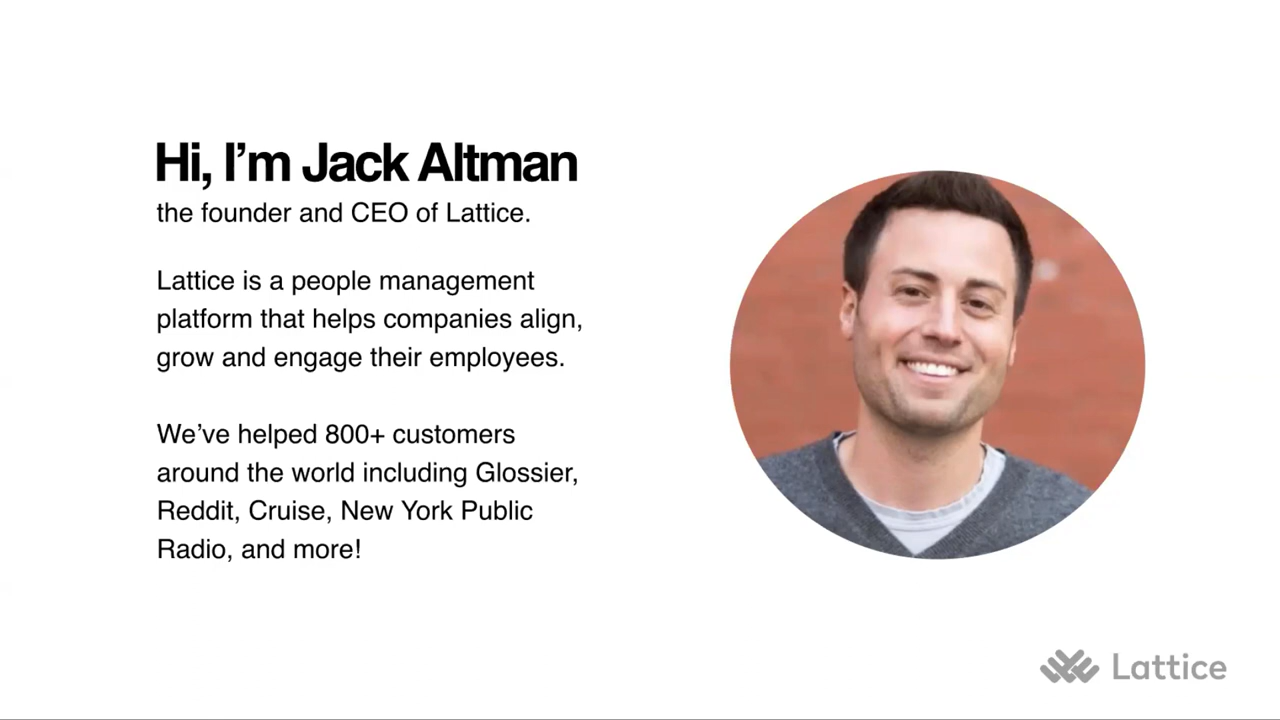 Hi, I’m Jack Altman
the founder and CEO of Lattice.
Lattice is a people management
platform that helps companies align,
grow and engage their employees.
We’ve helped 800+ customers
around the world including Glossier,
Reddit, Cruise, New York Public
Radio, and more!
Lattice